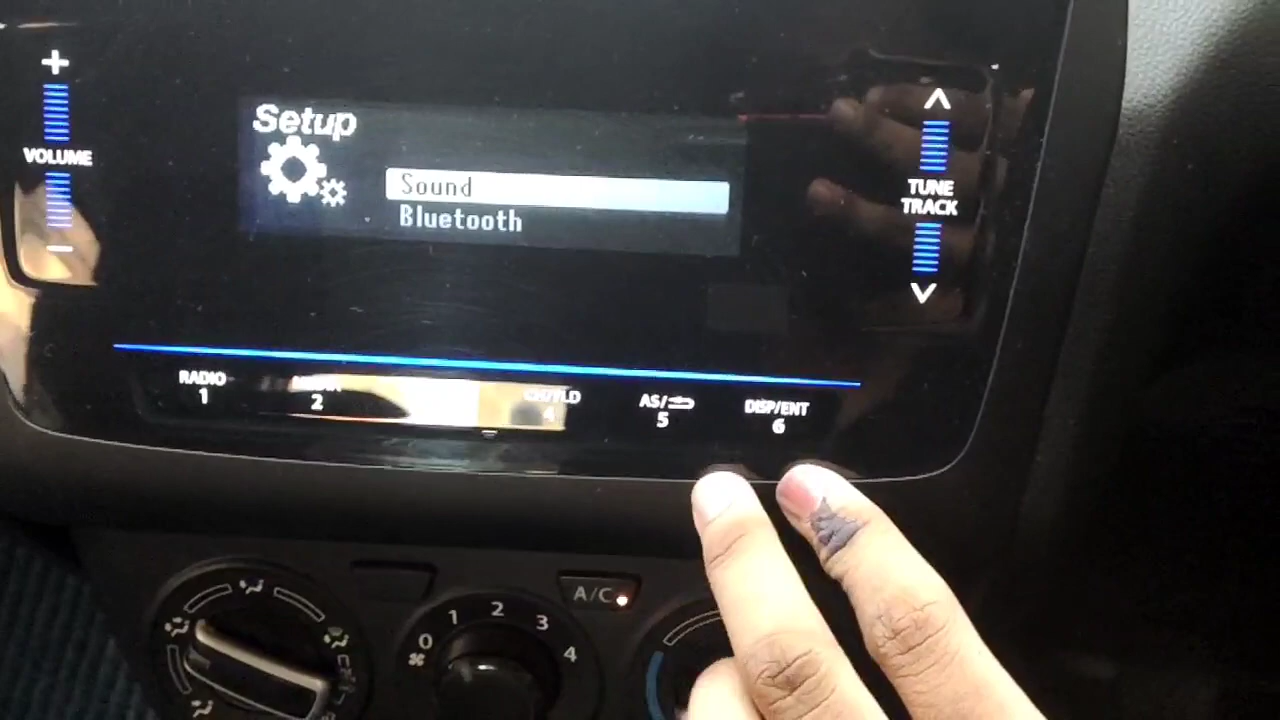 +
VOLUME
−
Setup
Sound
Bluetooth
TUNE
TRACK
RADIO
1
2
4
AS/
5
DISP/ENT
6
A/C
0
1
2
3
4